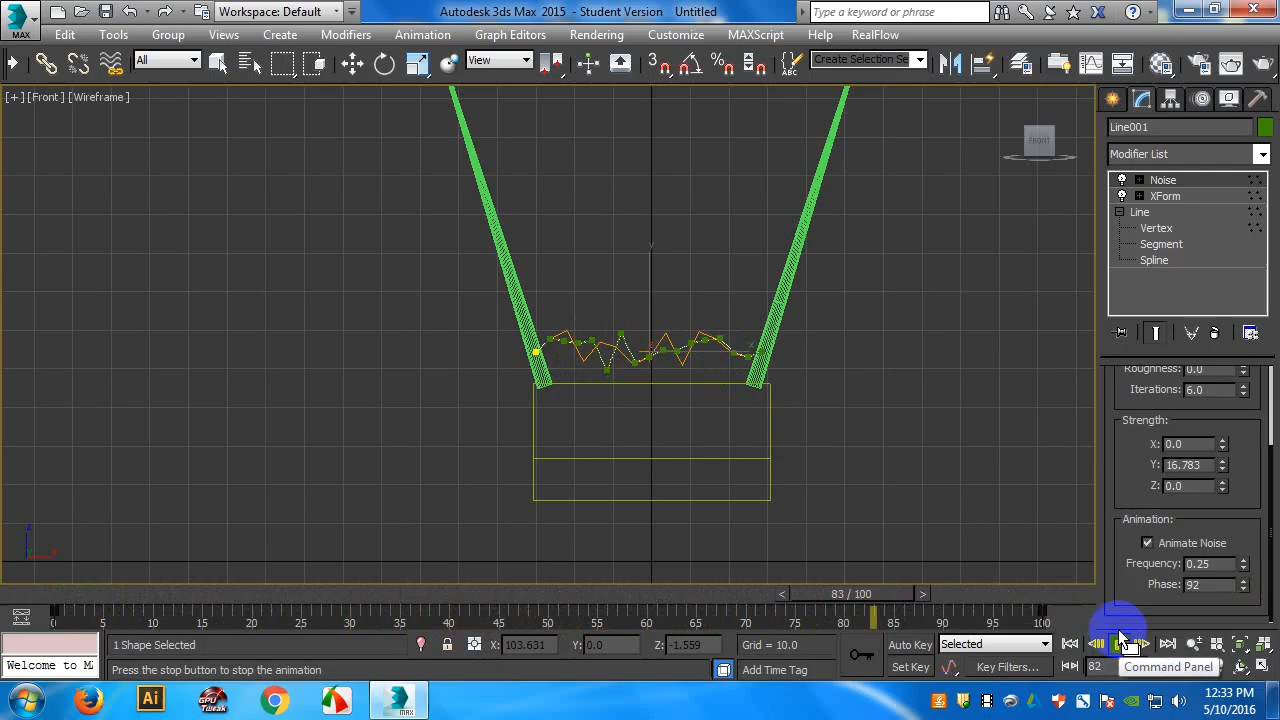 MAX
Workspace: Default
Autodesk 3ds Max 2015 - Student Version Untitled
Type a keyword or phrase
Edit Tools Group Views Create Modifiers Animation Graph Editors Rendering Customize MAXScript Help RealFlow
All
View
Create Selection Se
[+] [Front] [Wireframe ]
FRONT
Line001
Modifier List
Noise
XForm
Line
Vertex
Segment
Spline
Roughness: 0.0
Iterations: 6.0
Strength:
X: 0.0
Y: 16.783
Z: 0.0
Animation:
Animate Noise
Frequency: 0.25
Phase: 92
y
x
z
x
< 83 / 100 >
0 5 10 15 20 25 30 35 40 45 50 55 60 65 70 75 80 85 90 95 100
1 Shape Selected
X: 103.631
Y: 0.0
Z: -1.559
Grid = 10.0
Auto Key
Selected
Welcome to M
Press the stop button to stop the animation
Add Time Tag
Set Key
Key Filters...
82
Command Panel
Ai
GPU Tweak
MAX
12:33 PM
5/10/2016